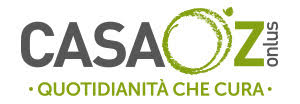 CASAOZ onlus
• QUOTIDIANITÀ CHE CURA •